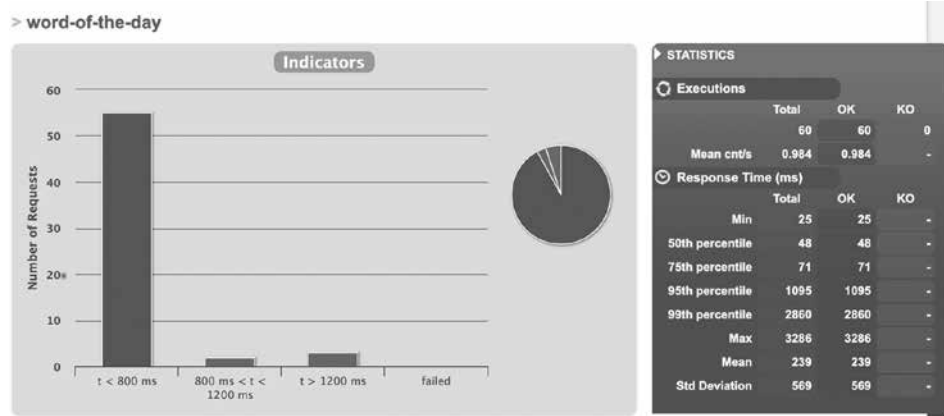 > word-of-the-day
Indicators
Number of Requests
60
50
40
30
20
10
0
t < 800 ms
800 ms < t <
1200 ms
t > 1200 ms
failed
STATISTICS
Executions
Total OK KO
60 60 0
Mean cnt/s 0.984 0.984 -
Response Time (ms)
Total OK KO
Min 25 25 -
50th percentile 48 48 -
75th percentile 71 71 -
95th percentile 1095 1095 -
99th percentile 2860 2860 -
Max 3286 3286 -
Mean 239 239 -
Std Deviation 569 569 -